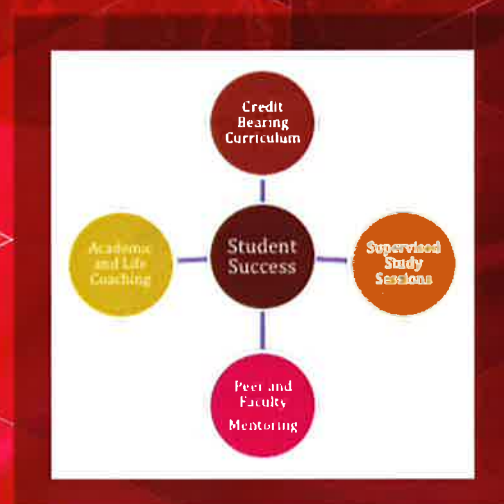 Credit
Bearing
Curriculum
Academic
and Life
Coaching
Student
Success
Supervised
Study
Sessions
Peer and
Faculty
Mentoring